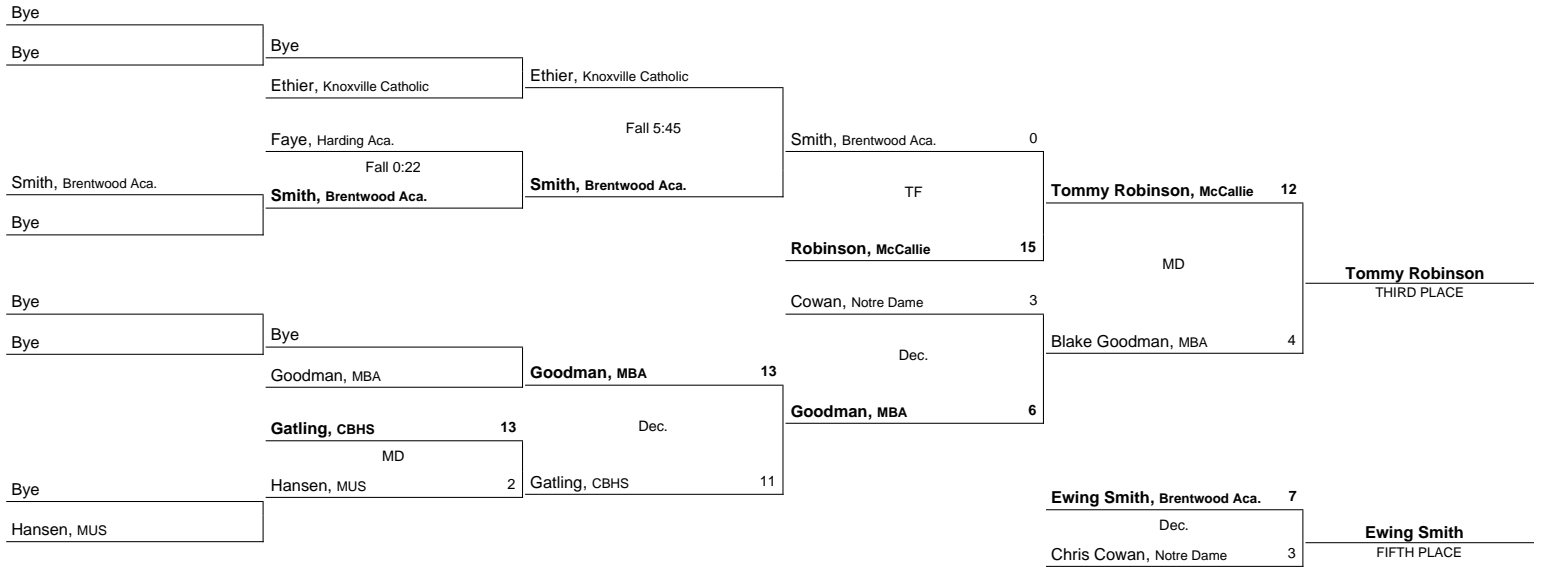 Bye
Bye
Bye
Ethier, Knoxville Catholic
Ethier, Knoxville Catholic
Fall 5:45
Faye, Harding Aca.
Fall 0:22
Smith, Brentwood Aca. 0
Smith, Brentwood Aca.
Smith, Brentwood Aca.
Smith, Brentwood Aca.
TF
Tommy Robinson, McCallie 12
Bye
Robinson, McCallie 15
MD
Tommy Robinson
THIRD PLACE
Bye
Cowan, Notre Dame 3
Bye
Bye
Blake Goodman, MBA 4
Dec.
Goodman, MBA
Goodman, MBA 13
Goodman, MBA 6
Gatling, CBHS 13
Dec.
MD
Bye
Hansen, MUS 2
Gatling, CBHS 11
Ewing Smith, Brentwood Aca. 7
Hansen, MUS
Dec.
Ewing Smith
Chris Cowan, Notre Dame 3
FIFTH PLACE